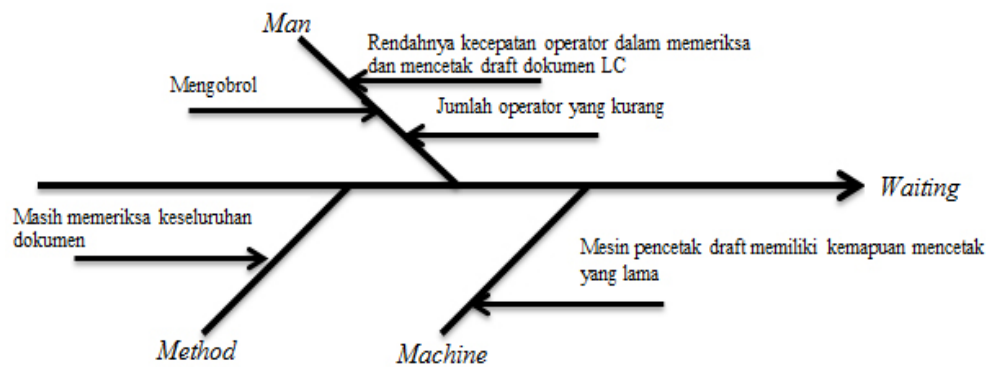 Man
Rendahnya kecepatan operator dalam memeriksa
dan mencetak draft dokumen LC
Mengobrol
Jumlah operator yang kurang
Waiting
Masih memeriksa keseluruhan
dokumen
Mesin pencetak draft memiliki kemapuan mencetak
yang lama
Method
Machine